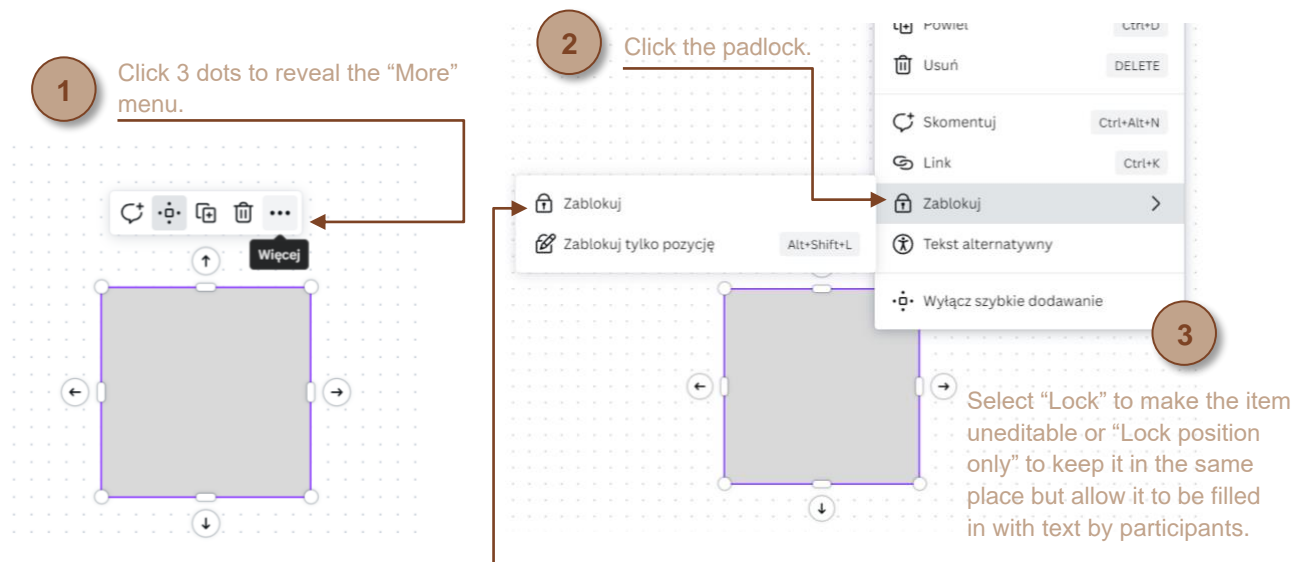 1
Click 3 dots to reveal the “More”
menu.
Więcej
2
Click the padlock.
Powiel Ctrl+D
Usuń DELETE
Skomentuj Ctrl+Alt+N
Link Ctrl+K
Zablokuj
Tekst alternatywny
Wyłącz szybkie dodawanie
Zablokuj
Zablokuj tylko pozycję Alt+Shift+L
3
Select “Lock” to make the item
uneditable or “Lock position
only” to keep it in the same
place but allow it to be filled
in with text by participants.